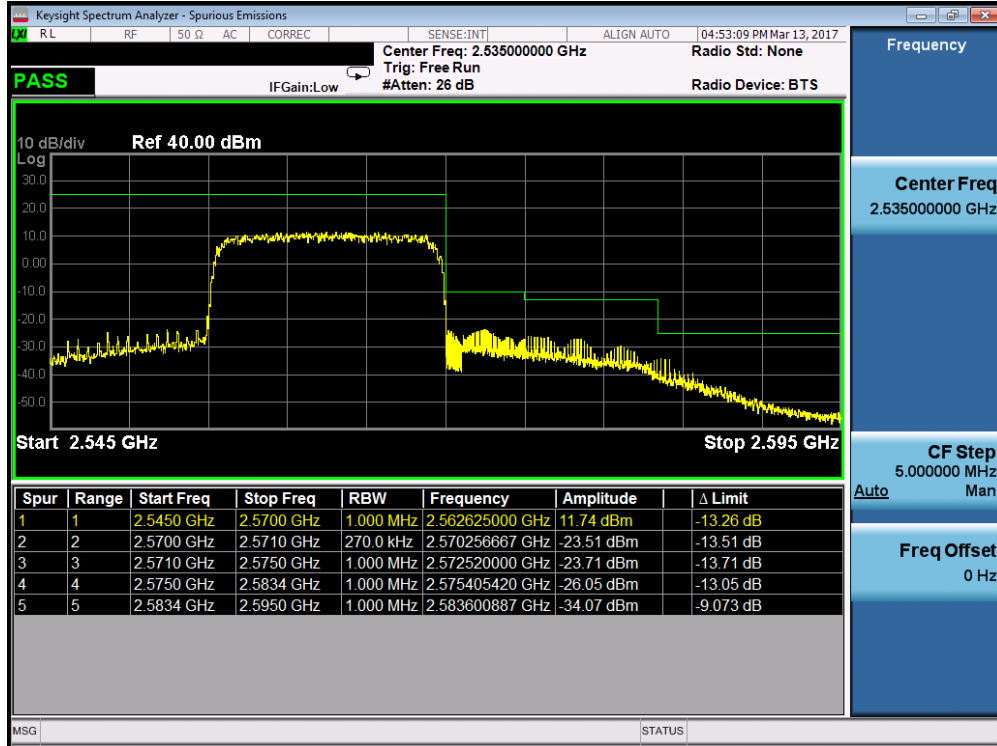 Keysight Spectrum Analyzer - Spurious Emissions
LXI RL RF 50 Ω AC CORREC SENSE:INT ALIGN AUTO 04:53:09 PM Mar 13, 2017
Center Freq: 2.535000000 GHz Radio Std: None
Trig: Free Run
PASS IFGain:Low #Atten: 26 dB Radio Device: BTS
Frequency
10 dB/div Ref 40.00 dBm
Log
30.0
20.0
10.0
0.00
-10.0
-20.0
-30.0
-40.0
-50.0
Start 2.545 GHz Stop 2.595 GHz
Spur Range Start Freq Stop Freq RBW Frequency Amplitude Δ Limit
1 1 2.5450 GHz 2.5700 GHz 1.000 MHz 2.562625000 GHz 11.74 dBm -13.26 dB
2 2 2.5700 GHz 2.5710 GHz 270.0 kHz 2.570256667 GHz -23.51 dBm -13.51 dB
3 3 2.5710 GHz 2.5750 GHz 1.000 MHz 2.572520000 GHz -23.71 dBm -13.71 dB
4 4 2.5750 GHz 2.5834 GHz 1.000 MHz 2.575405420 GHz -26.05 dBm -13.05 dB
5 5 2.5834 GHz 2.5950 GHz 1.000 MHz 2.583600887 GHz -34.07 dBm -9.073 dB
Center Freq
2.535000000 GHz
CF Step
5.000000 MHz
Auto Man
Freq Offset
0 Hz
MSG STATUS